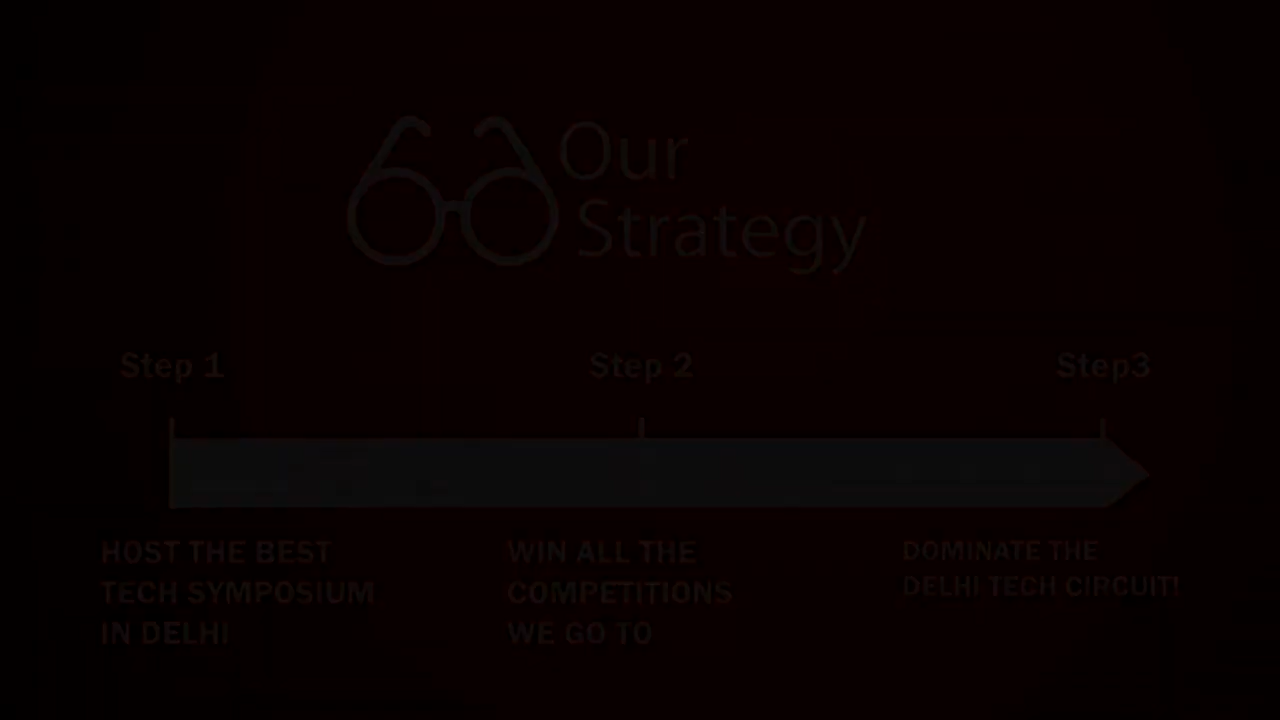 Our
Strategy
Step 1
Step 2
Step3
HOST THE BEST
TECH SYMPOSIUM
IN DELHI
WIN ALL THE
COMPETITIONS
WE GO TO
DOMINATE THE
DELHI TECH CIRCUIT!